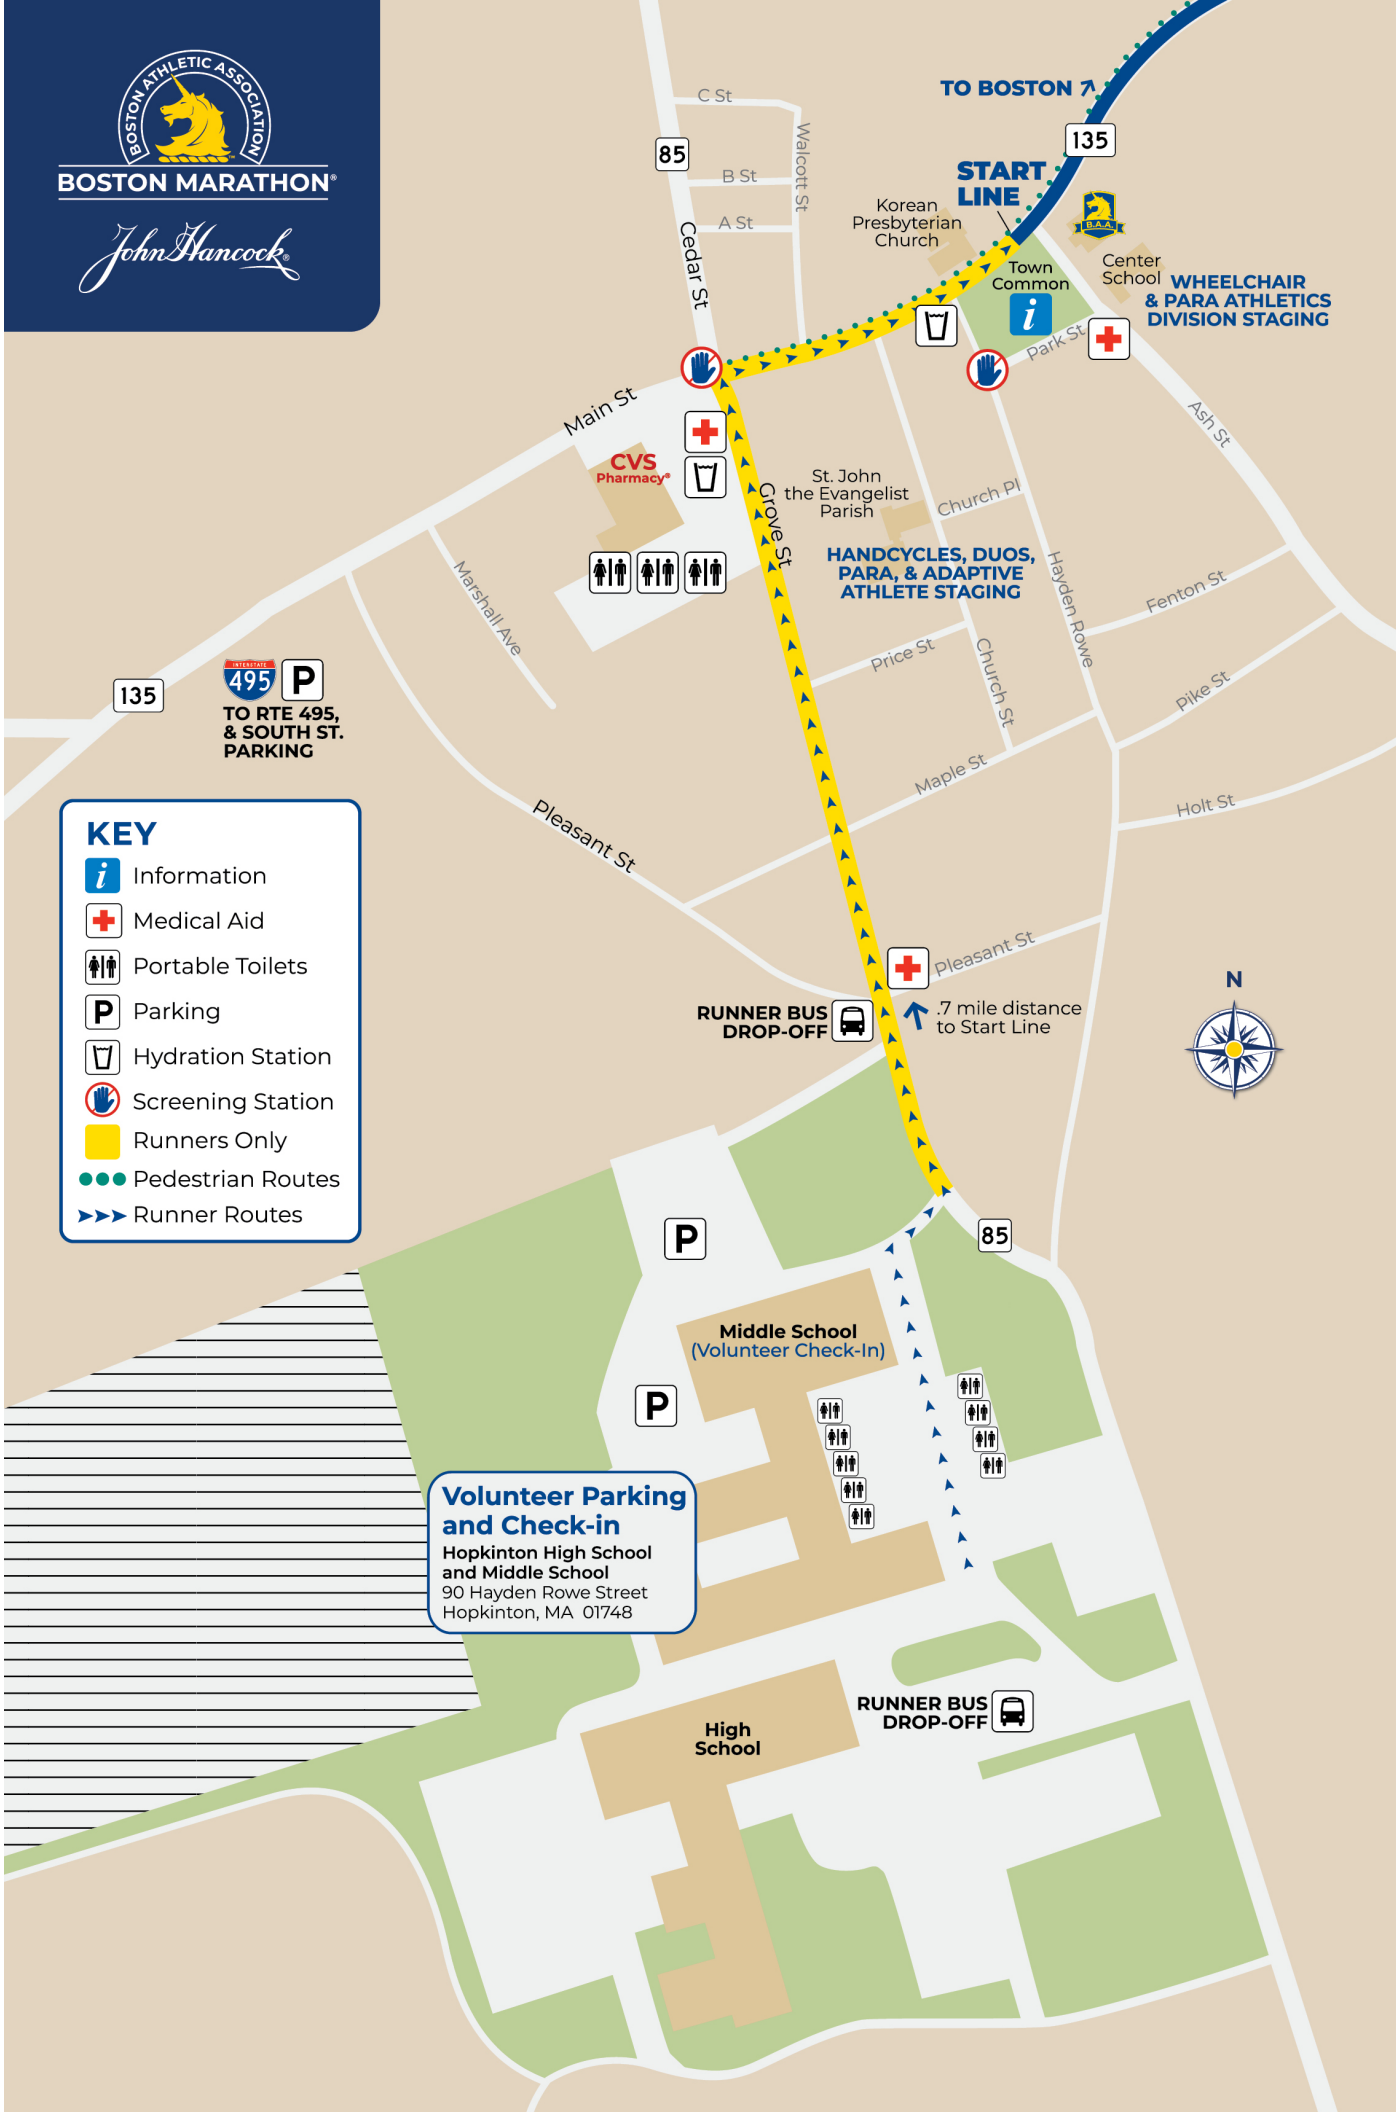 BOSTON ATHLETIC ASSOCIATION
BOSTON MARATHON®
John Hancock®
TO BOSTON
135
START
LINE
C St
85
Walcott St
B St
A St
Cedar St
Korean
Presbyterian
Church
B.A.A.
Center
School
Town
Common
i
WHEELCHAIR
& PARA ATHLETICS
DIVISION STAGING
Park St
Ash St
Main St
CVS
Pharmacy®
Grove St
St. John
the Evangelist
Parish
Church Pl
HANDCYCLES, DUOS,
PARA, & ADAPTIVE
ATHLETE STAGING
Hayden Rowe
Fenton St
Marshall Ave
Price St
Church St
Pike St
135
INTERSTATE
495
P
TO RTE 495,
& SOUTH ST.
PARKING
Maple St
Holt St
Pleasant St
KEY
i Information
Medical Aid
Portable Toilets
P Parking
Hydration Station
Screening Station
Runners Only
Pedestrian Routes
Runner Routes
Pleasant St
RUNNER BUS
DROP-OFF
.7 mile distance
to Start Line
N
P
85
Middle School
(Volunteer Check-In)
P
Volunteer Parking
and Check-in
Hopkinton High School
and Middle School
90 Hayden Rowe Street
Hopkinton, MA 01748
RUNNER BUS
DROP-OFF
High
School